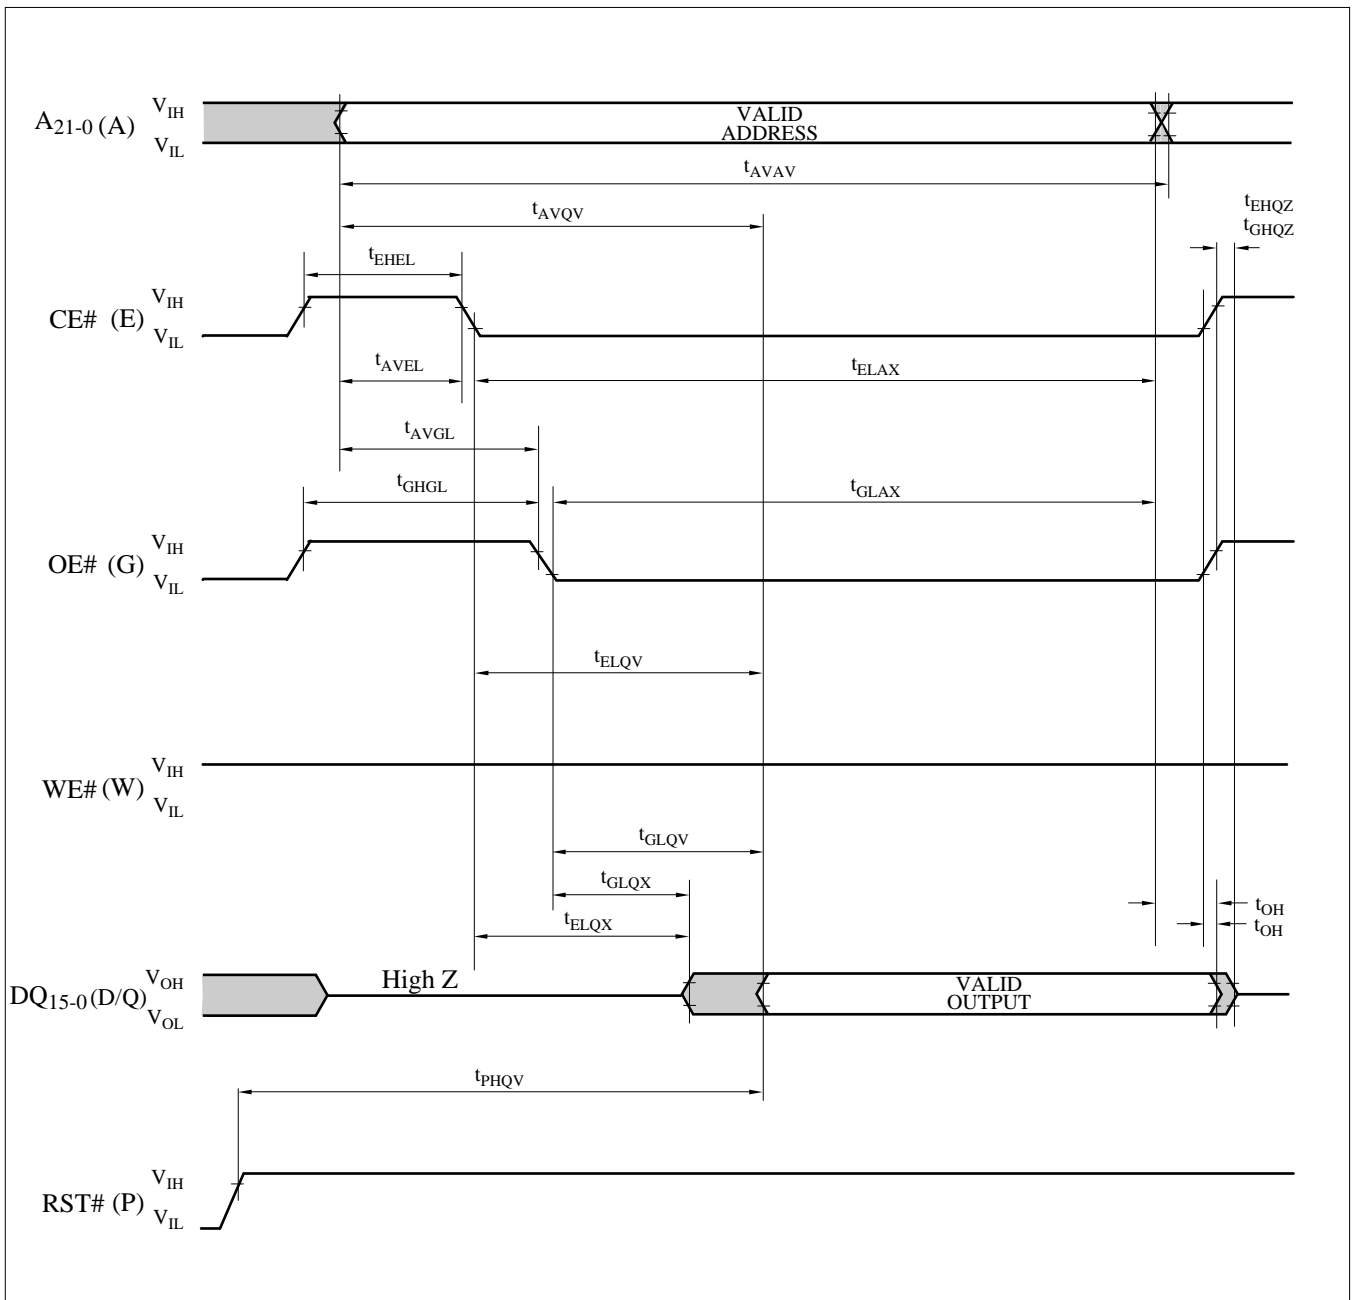 A21-0 (A)
VIH
VIL
VALID
ADDRESS
tAVAV
tAVQV
tEHQZ
tGHQZ
tEHEL
CE# (E)
VIH
VIL
tAVEL
tELAX
tAVGL
tGHGL
tGLAX
OE# (G)
VIH
VIL
tELQV
WE# (W)
VIH
VIL
tGLQV
tGLQX
tOH
tELQX
tOH
DQ15-0 (D/Q)
VOH
VOL
High Z
VALID
OUTPUT
tPHQV
RST# (P)
VIH
VIL